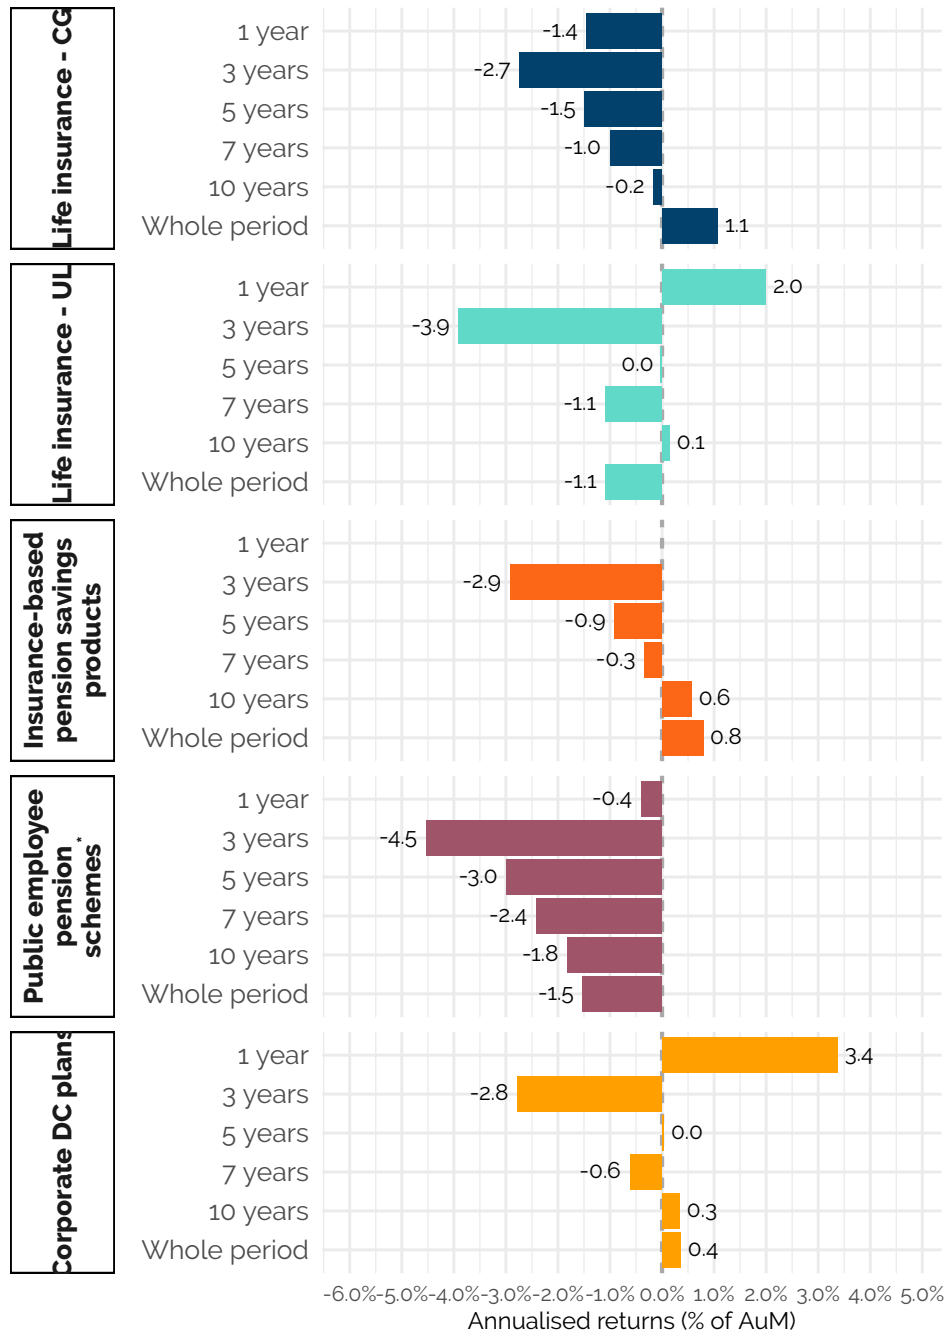 Life insurance - CG
1 year
-1.4
3 years
-2.7
5 years
-1.5
7 years
-1.0
10 years
-0.2
Whole period
1.1
Life insurance - UL
1 year
2.0
3 years
-3.9
5 years
0.0
7 years
-1.1
10 years
0.1
Whole period
-1.1
Insurance-based
pension savings
products
1 year
3 years
-2.9
5 years
-0.9
7 years
-0.3
10 years
0.6
Whole period
0.8
Public employee
pension
schemes*
1 year
-0.4
3 years
-4.5
5 years
-3.0
7 years
-2.4
10 years
-1.8
Whole period
-1.5
Corporate DC plans
1 year
3.4
3 years
-2.8
5 years
0.0
7 years
-0.6
10 years
0.3
Whole period
0.4
-6.0% -5.0% -4.0% -3.0% -2.0% -1.0% 0.0% 1.0% 2.0% 3.0% 4.0% 5.0%
Annualised returns (% of AuM)